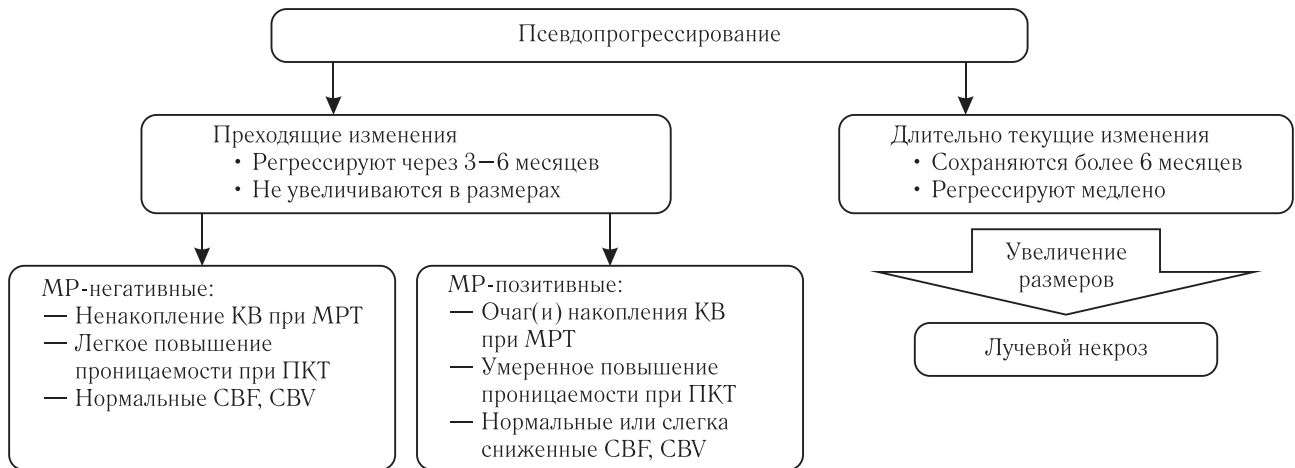 Псевдопрогрессирование
Преходящие изменения
• Регрессируют через 3–6 месяцев
• Не увеличиваются в размерах
Длительно текущие изменения
• Сохраняются более 6 месяцев
• Регрессируют медлено
МР-негативные:
— Ненакопление КВ при МРТ
— Легкое повышение
проницаемости при ПКТ
— Нормальные CBF, CBV
МР-позитивные:
— Очаг(и) накопления КВ
при МРТ
— Умеренное повышение
проницаемости при ПКТ
— Нормальные или слегка
сниженные CBF, CBV
Увеличение
размеров
Лучевой некроз